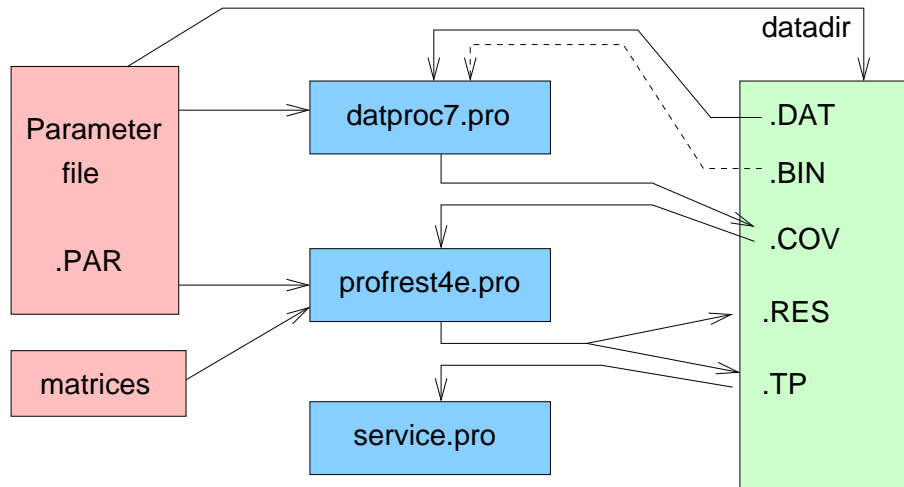 datadir
Parameter
file
.PAR
matrices
datproc7.pro
profrest4e.pro
service.pro
.DAT
.BIN
.COV
.RES
.TP